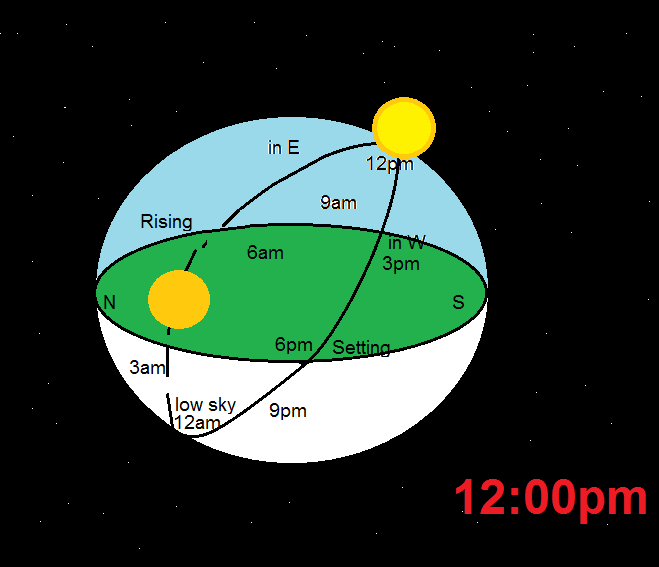 in E
12pm
9am
Rising
in W
6am
3pm
N
S
6pm
Setting
3am
low sky
9pm
12am
12:00pm